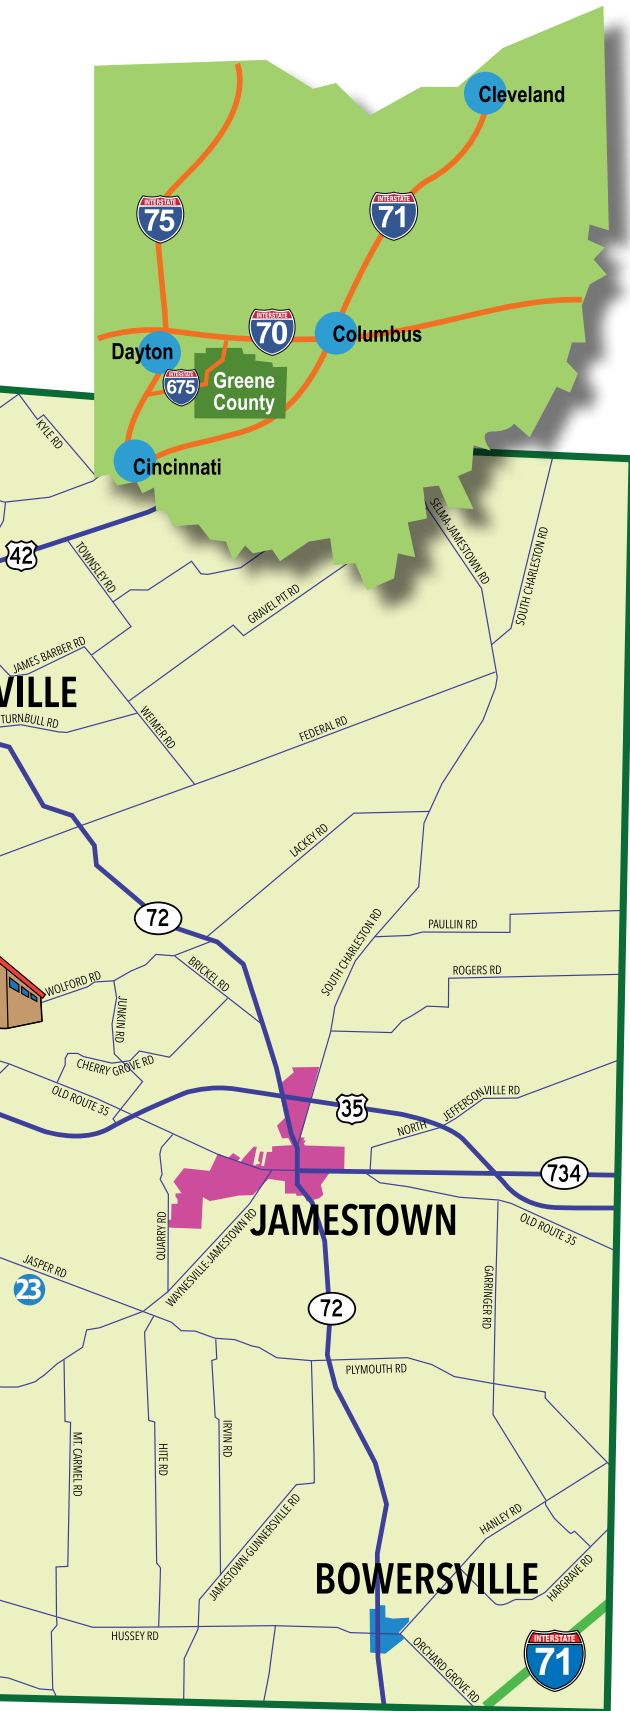 Cleveland
INTERSTATE
75
INTERSTATE
71
INTERSTATE
70
Columbus
Dayton
INTERSTATE
675
Greene
County
Cincinnati
KYLE RD
42
TOWNSLEY RD
SELMA-JAMESTOWN RD
SOUTH CHARLESTON RD
GRAVEL PIT RD
JAMES BARBER RD
VILLE
TURNBULL RD
WEIMER RD
FEDERAL RD
LACKEY RD
72
SOUTH CHARLESTON RD
PAULLIN RD
BRICKEL RD
ROGERS RD
WOLFORD RD
JUNKIN RD
CHERRY GROVE RD
OLD ROUTE 35
35
NORTH JEFFERSONVILLE RD
734
JAMESTOWN
QUARRY RD
WAYNESVILLE-JAMESTOWN RD
OLD ROUTE 35
JASPER RD
23
GARRINGER RD
72
PLYMOUTH RD
MT. CARMEL RD
HITE RD
IRVIN RD
JAMESTOWN-GUNNERSVILLE RD
HANLEY RD
BOWERSVILLE
HARGRAVE RD
HUSSEY RD
ORCHARD GROVE RD
INTERSTATE
71